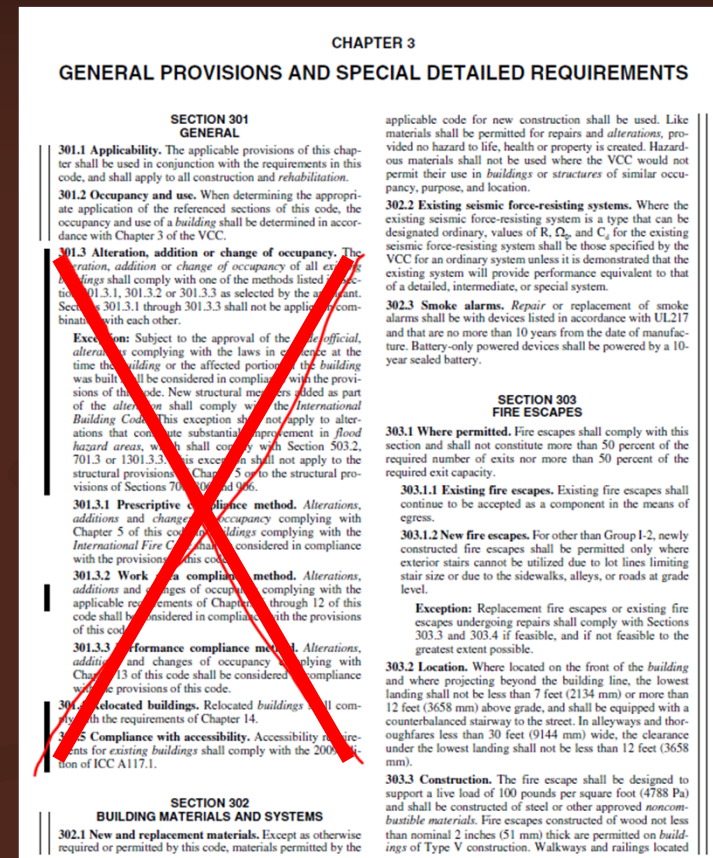 CHAPTER 3
GENERAL PROVISIONS AND SPECIAL DETAILED REQUIREMENTS
SECTION 301
GENERAL
301.1 Applicability. The applicable provisions of this chap-
ter shall be used in conjunction with the requirements in this
code, and shall apply to all construction and rehabilitation.
301.2 Occupancy and use. When determining the appropri-
ate application of the referenced sections of this code, the
occupancy and use of a building shall be determined in accor-
dance with Chapter 3 of the VCC.
301.3 Alteration, addition or change of occupancy. The
addition or change of occupancy of all
shall comply with one of the methods listed
301.3.1, 301.3.2 or 301.3.3 as selected by the
301.3.1 through 301.3.3 shall not be
with each other.
Subject to the approval of the official,
complying with the laws in at the
time the building or the affected portion the building
was built be considered in with the provi-
sions of this New structural added as part
of the shall comply the International
Building This exception not apply to alter-
ations that substantial in flood
hazard areas, shall with Section 503.2,
701.3 or 1301.3.3. shall not apply to the
structural provisions 5 or to the structural pro-
visions of Sections
301.3.1 Prescriptive method. Alterations,
additions and occupancy complying with
Chapter 5 of this complying with the
International Fire considered in compliance
with the provisions this
301.3.2 Work method. Alterations,
additions and of complying with the
applicable of through 12 of this
code shall considered in with the provisions
of this
301.3.3 Alterations,
and changes of occupancy
13 of this code shall be considered
provisions of this code.
Relocated buildings. Relocated buildings com-
the requirements of Chapter 14.
Compliance with accessibility. Accessibility
for existing buildings shall comply with the 2009
of ICC A117.1.
SECTION 302
BUILDING MATERIALS AND SYSTEMS
302.1 New and replacement materials. Except as otherwise
required or permitted by this code, materials permitted by the
applicable code for new construction shall be used. Like
materials shall be permitted for repairs and alterations, pro-
vided no hazard to life, health or property is created. Hazard-
ous materials shall not be used where the VCC would not
permit their use in buildings or structures of similar occu-
pancy, purpose, and location.
302.2 Existing seismic force-resisting systems. Where the
existing seismic force-resisting system is a type that can be
designated ordinary, values of R, Ω₀, and C_d for the existing
seismic force-resisting system shall be those specified by the
VCC for an ordinary system unless it is demonstrated that the
existing system will provide performance equivalent to that
of a detailed, intermediate, or special system.
302.3 Smoke alarms. Repair or replacement of smoke
alarms shall be with devices listed in accordance with UL217
and that are no more than 10 years from the date of manufac-
ture. Battery-only powered devices shall be powered by a 10-
year sealed battery.
SECTION 303
FIRE ESCAPES
303.1 Where permitted. Fire escapes shall comply with this
section and shall not constitute more than 50 percent of the
required number of exits nor more than 50 percent of the
required exit capacity.
303.1.1 Existing fire escapes. Existing fire escapes shall
continue to be accepted as a component in the means of
egress.
303.1.2 New fire escapes. For other than Group I-2, newly
constructed fire escapes shall be permitted only where
exterior stairs cannot be utilized due to lot lines limiting
stair size or due to the sidewalks, alleys, or roads at grade
level.
Exception: Replacement fire escapes or existing fire
escapes undergoing repairs shall comply with Sections
303.3 and 303.4 if feasible, and if not feasible to the
greatest extent possible.
303.2 Location. Where located on the front of the building
and where projecting beyond the building line, the lowest
landing shall not be less than 7 feet (2134 mm) or more than
12 feet (3658 mm) above grade, and shall be equipped with a
counterbalanced stairway to the street. In alleyways and thor-
oughfares less than 30 feet (9144 mm) wide, the clearance
under the lowest landing shall not be less than 12 feet (3658
mm).
303.3 Construction. The fire escape shall be designed to
support a live load of 100 pounds per square foot (4788 Pa)
and shall be constructed of steel or other approved noncom-
bustible materials. Fire escapes constructed of wood not less
than nominal 2 inches (51 mm) thick are permitted on build-
ings of Type V construction. Walkways and railings located